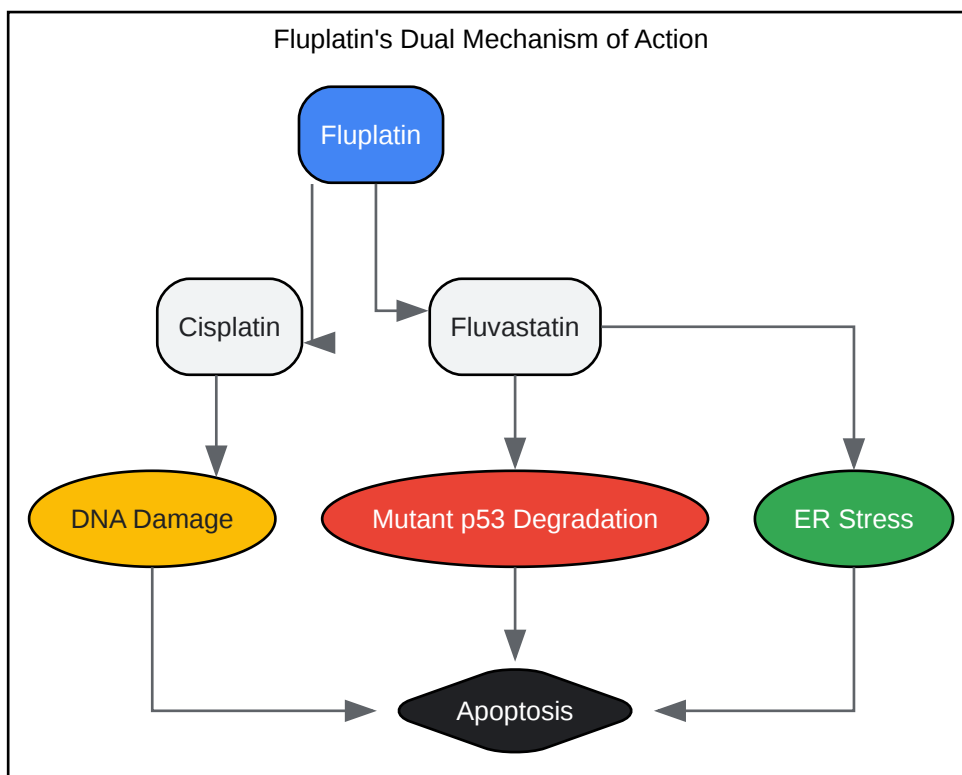 Fluplatin's Dual Mechanism of Action
Fluplatin
Cisplatin
Fluvastatin
DNA Damage
Mutant p53 Degradation
ER Stress
Apoptosis